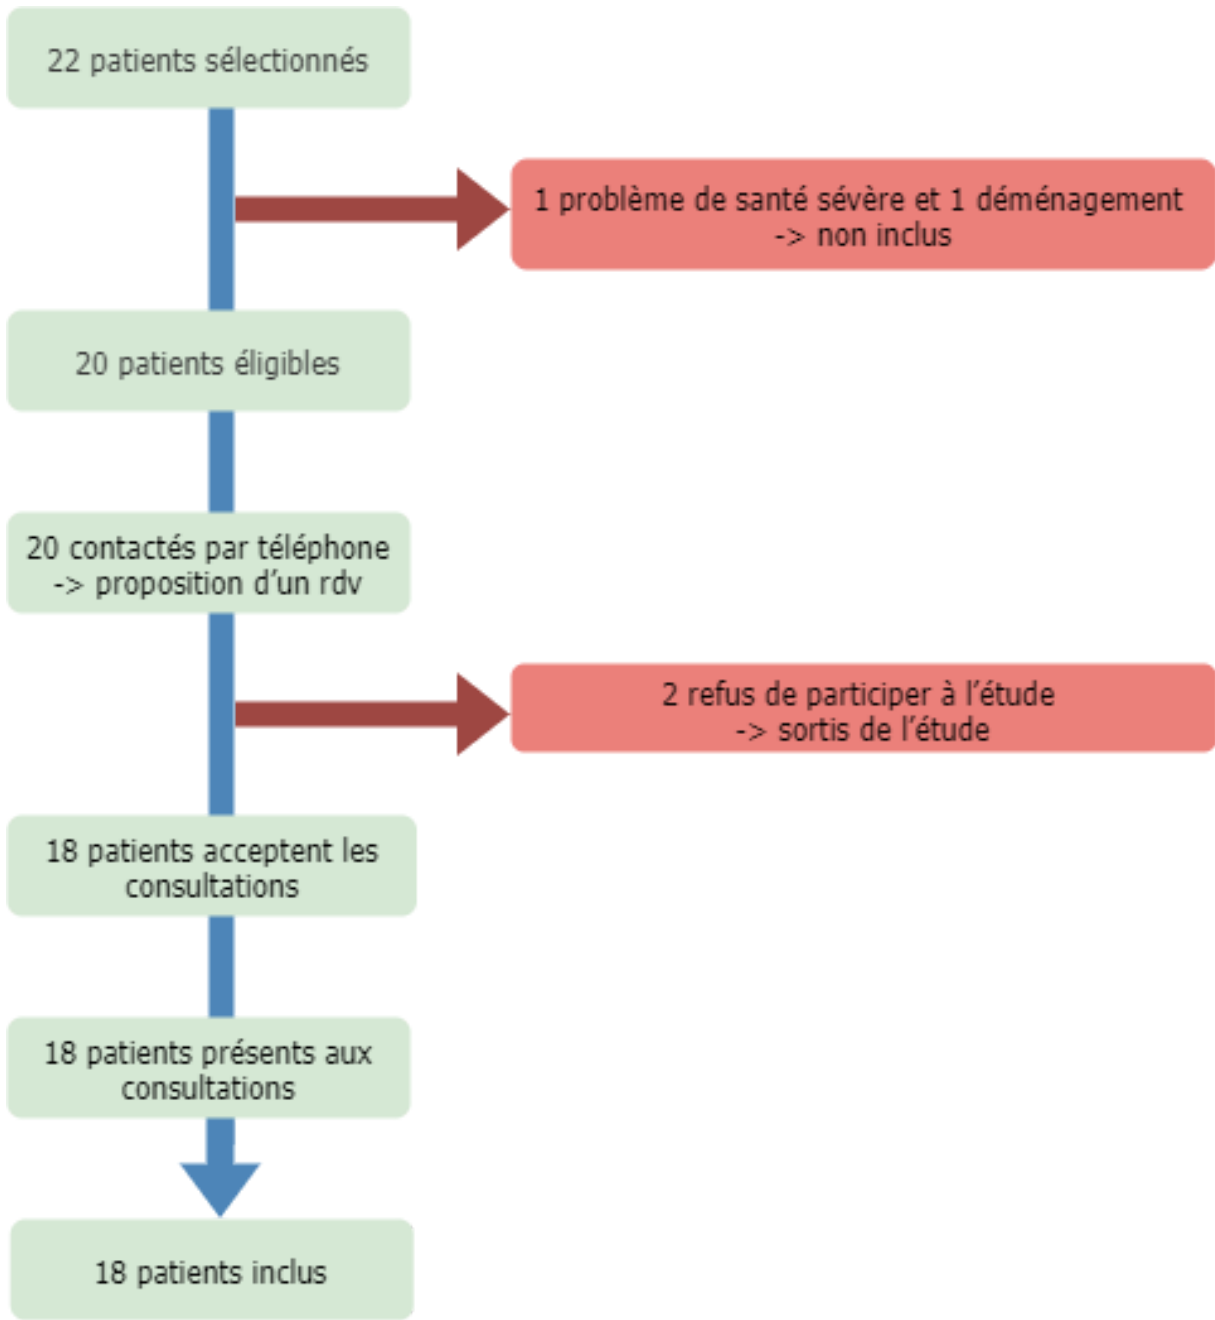 22 patients sélectionnés
1 problème de santé sévère et 1 déménagement
-> non inclus
20 patients éligibles
20 contactés par téléphone
-> proposition d’un rdv
2 refus de participer à l’étude
-> sortis de l’étude
18 patients acceptent les
consultations
18 patients présents aux
consultations
18 patients inclus